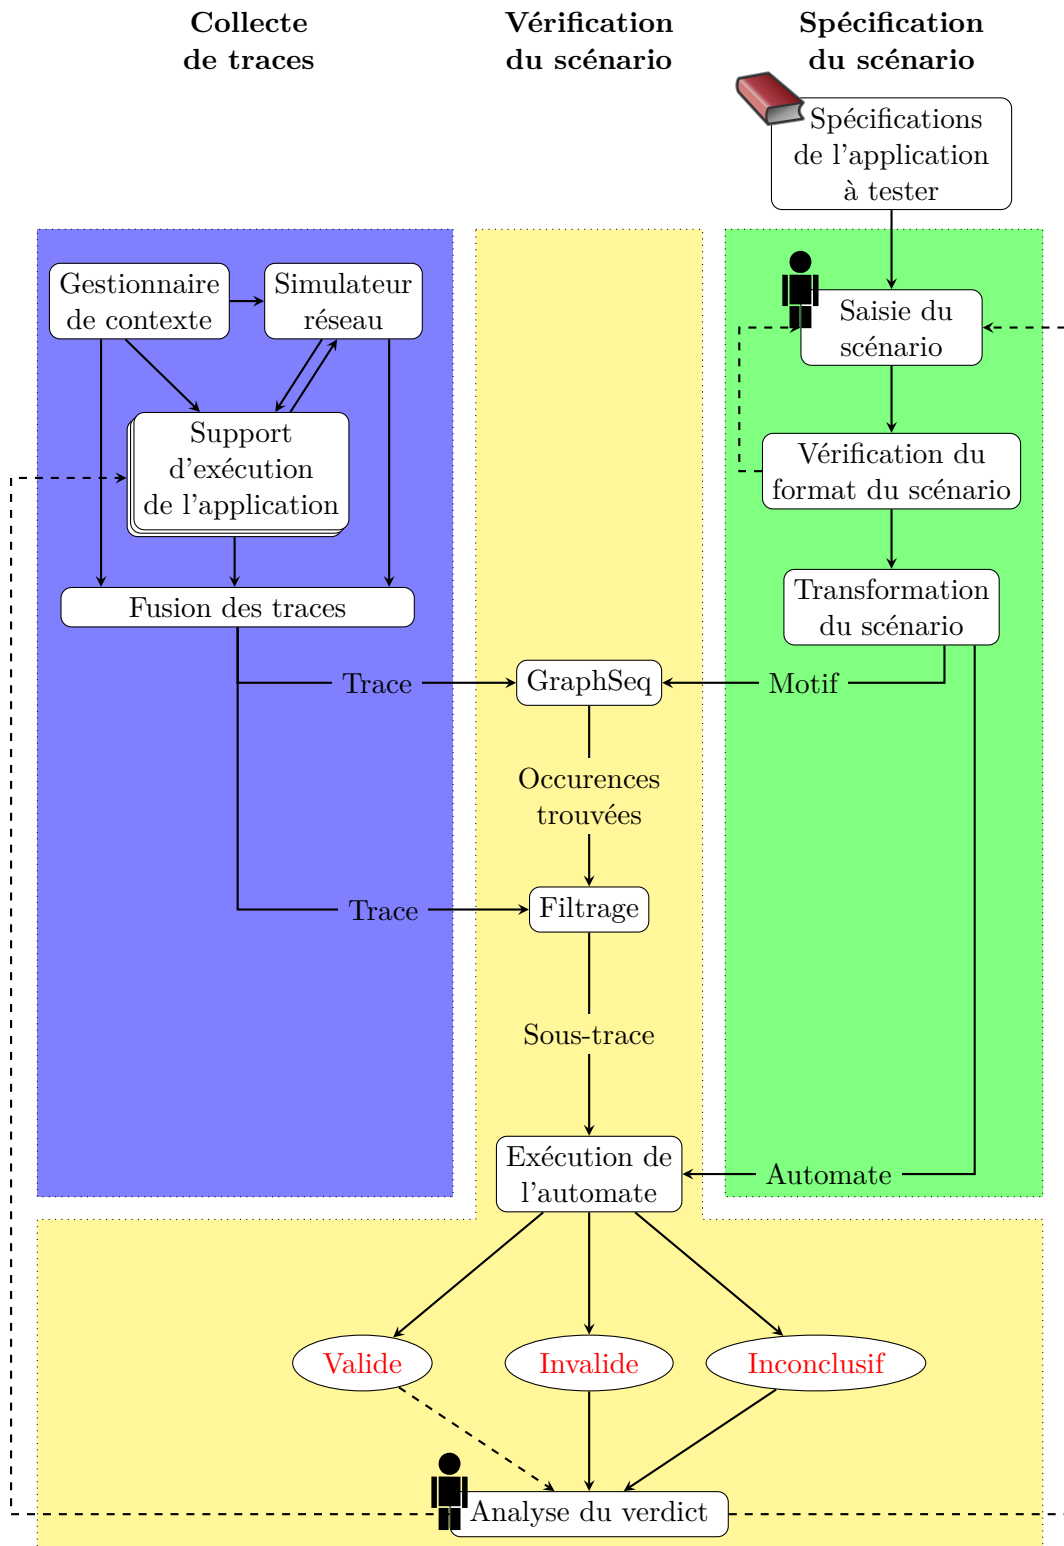 Collecte
de traces
Vérification
du scénario
Spécification
du scénario
Spécifications
de l'application
à tester
Gestionnaire
de contexte
Simulateur
réseau
Saisie du
scénario
Support
d'exécution
de l'application
Vérification du
format du scénario
Fusion des traces
Transformation
du scénario
Trace
GraphSeq
Motif
Occurences
trouvées
Trace
Filtrage
Sous-trace
Exécution de
l'automate
Automate
Valide
Invalide
Inconclusif
Analyse du verdict